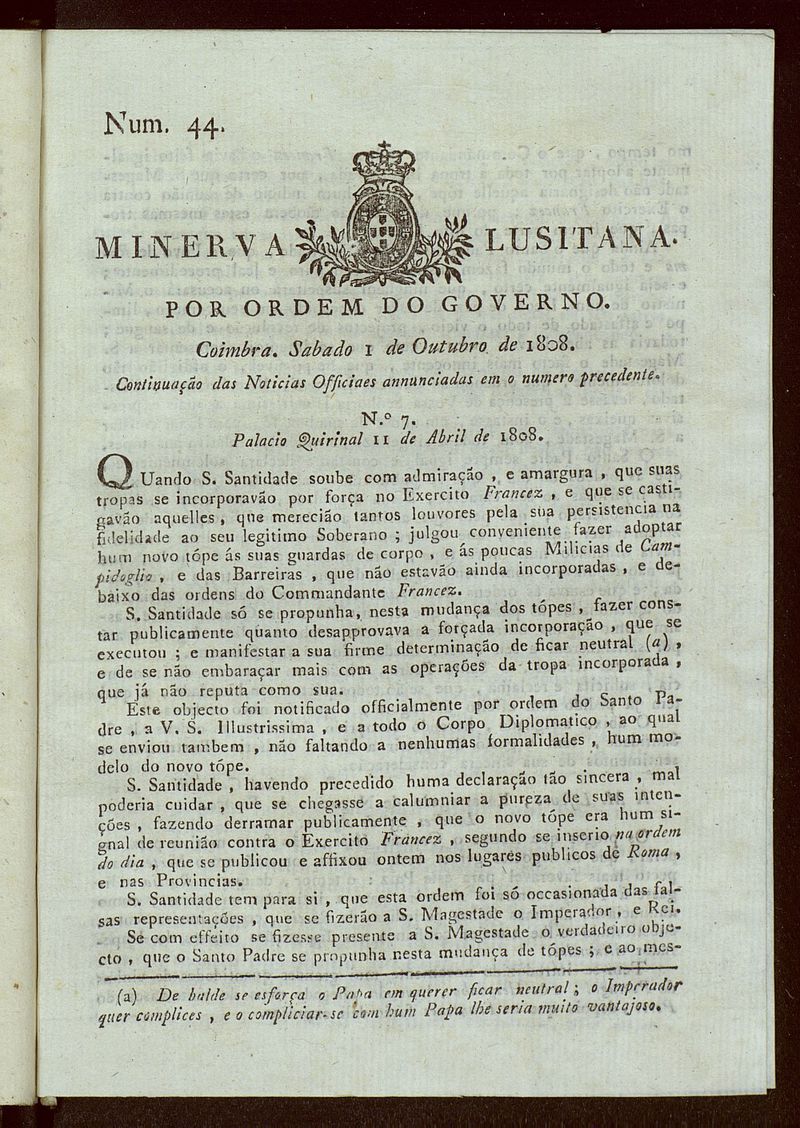 Num. 44.
MINERVA LUSITANA.
POR ORDEM DO GOVERNO.
Coimbra. Sabado 1 de Outubro de 1808.
Continuação das Noticias Officiaes annunciadas em o numero precedente.
N.º 7.
Palacio Quirinal 11 de Abril de 1808.
QUando S. Santidade soube com admiração , e amargura , que suas
tropas se incorporavão por força no Exercito Francez , e que se casti-
gavão aquelles , que merecião tantos louvores pela sua persistencia na
fidelidade ao seu legitimo Soberano ; julgou conveniente fazer adoptar
hum novo tópe ás suas guardas de corpo , e ás poucas Milicias de Cam-
pidoglio , e das Barreiras , que não estavão ainda incorporadas , e de-
baixo das ordens do Commandante Francez.
S. Santidade só se propunha, nesta mudança dos tópes , fazer cons-
tar publicamente quanto desapprovava a forçada incorporação , que se
executou ; e manifestar a sua firme determinação de ficar neutral (a) ,
e de se não embaraçar mais com as operações da tropa incorporada ,
que já não reputa como sua.
Este objecto foi notificado officialmente por ordem do Santo Pa-
dre , a V. S. Illustrissima , e a todo o Corpo Diplomatico , ao qual
se enviou tambem , não faltando a nenhumas formalidades , hum mo-
delo do novo tópe.
S. Santidade , havendo precedido huma declaração tão sincera , mal
poderia cuidar , que se chegasse a calumniar a pureza de suas inten-
ções , fazendo derramar publicamente , que o novo tópe era hum si-
gnal de reunião contra o Exercito Francez , segundo se inserio na ordem
do dia , que se publicou e affixou ontem nos lugares publicos de Roma ,
e nas Provincias.
S. Santidade tem para si , que esta ordem foi só occasionada das fal-
sas representações , que se fizerão a S. Magestade o Imperador , e Rei.
Se com effeito se fizesse presente a S. Magestade o verdadeiro obje-
cto , que o Santo Padre se propunha nesta mudança de tópes ; e ao mes-
(a) De balde se esforça o Papa em querer ficar neutral ; o Imperador
quer complices , e o compliciar-se com hum Papa lhe seria muito vantajoso.